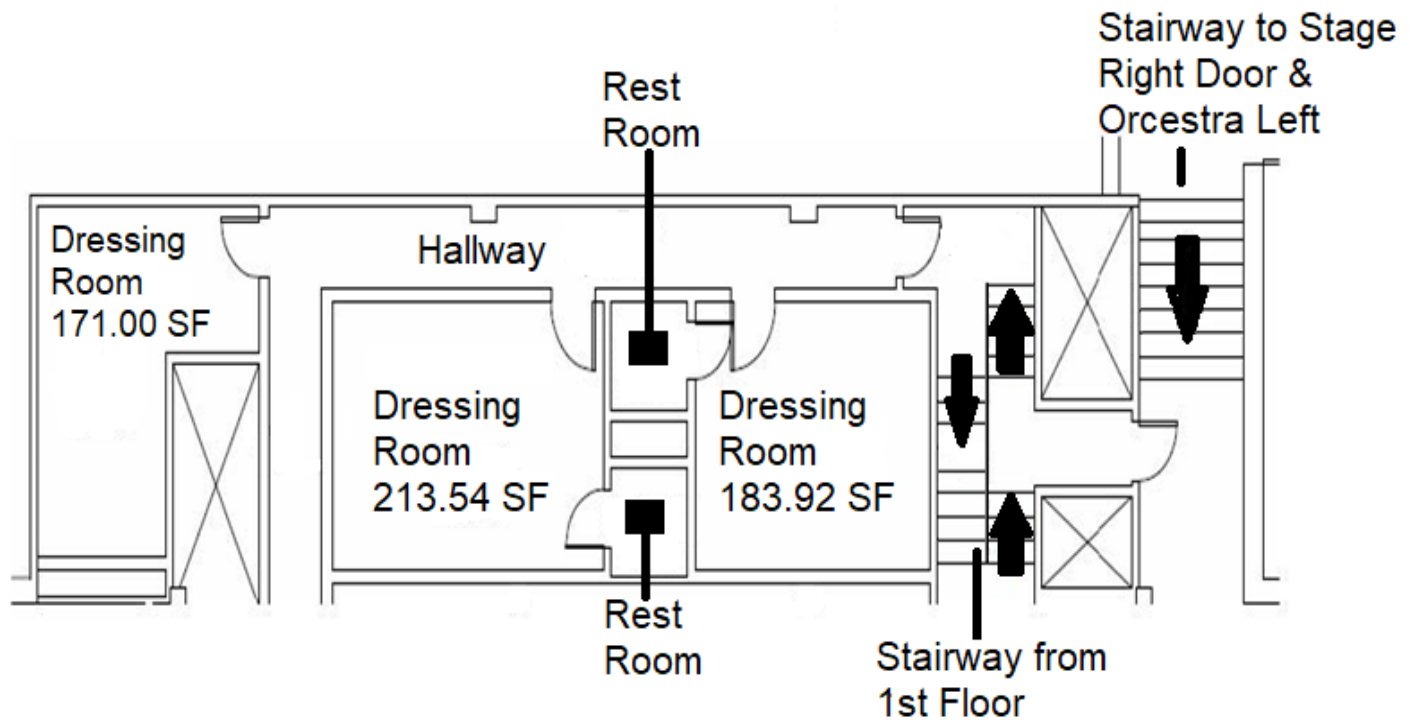 Stairway to Stage
Right Door &
Orcestra Left
Rest
Room
Dressing
Room
171.00 SF
Hallway
Dressing
Room
213.54 SF
Dressing
Room
183.92 SF
Rest
Room
Stairway from
1st Floor